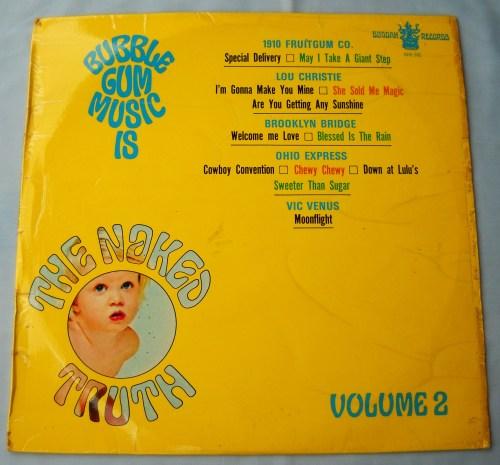 BUBBLE
GUM
MUSIC
IS
1910 FRUITGUM CO.
Special Delivery □ May I Take A Giant Step
LOU CHRISTIE
I'm Gonna Make You Mine □ She Sold Me Magic
Are You Getting Any Sunshine
BROOKLYN BRIDGE
Welcome me Love □ Blessed Is The Rain
OHIO EXPRESS
Cowboy Convention □ Chewy Chewy □ Down at Lulu's
Sweeter Than Sugar
VIC VENUS
Moonflight
BUDDAH RECORDS
THE NAKED
TRUTH
VOLUME 2